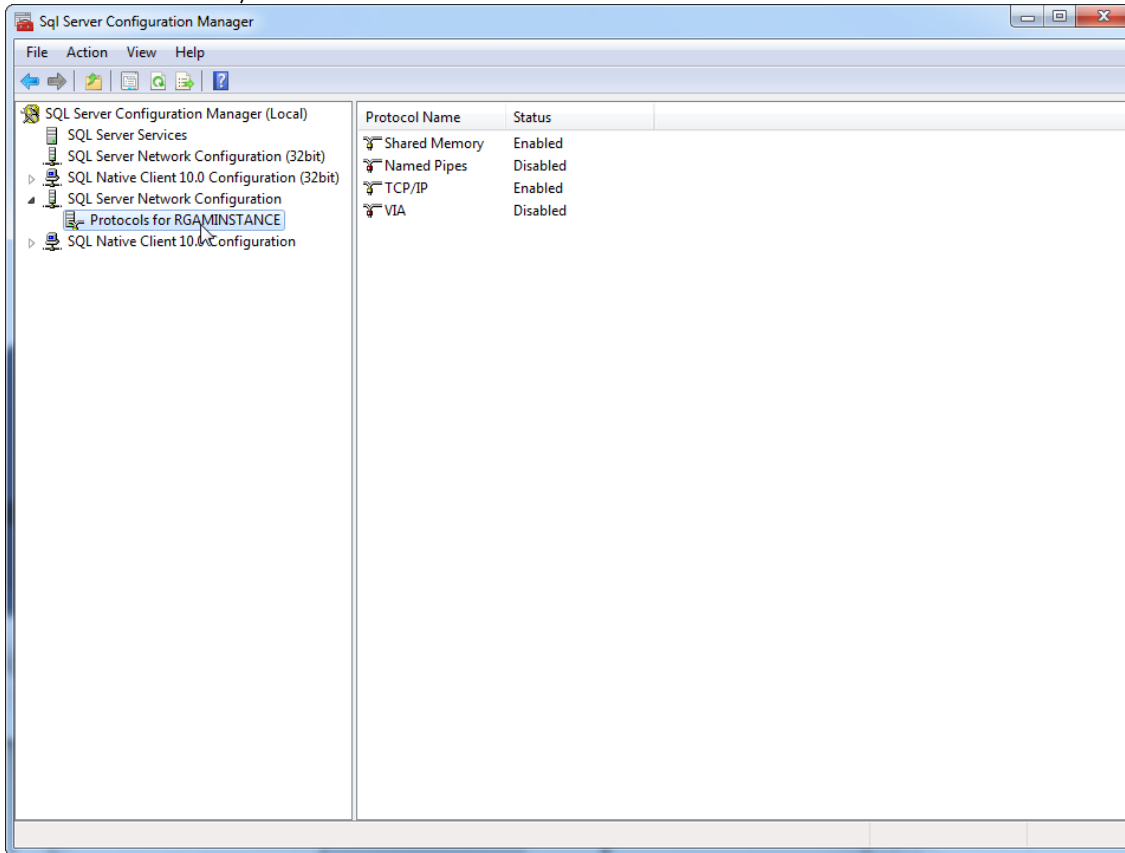 Sql Server Configuration Manager
File Action View Help
SQL Server Configuration Manager (Local)
SQL Server Services
SQL Server Network Configuration (32bit)
SQL Native Client 10.0 Configuration (32bit)
SQL Server Network Configuration
Protocols for RGAMINSTANCE
SQL Native Client 10.0 Configuration
Protocol Name Status
Shared Memory Enabled
Named Pipes Disabled
TCP/IP Enabled
VIA Disabled